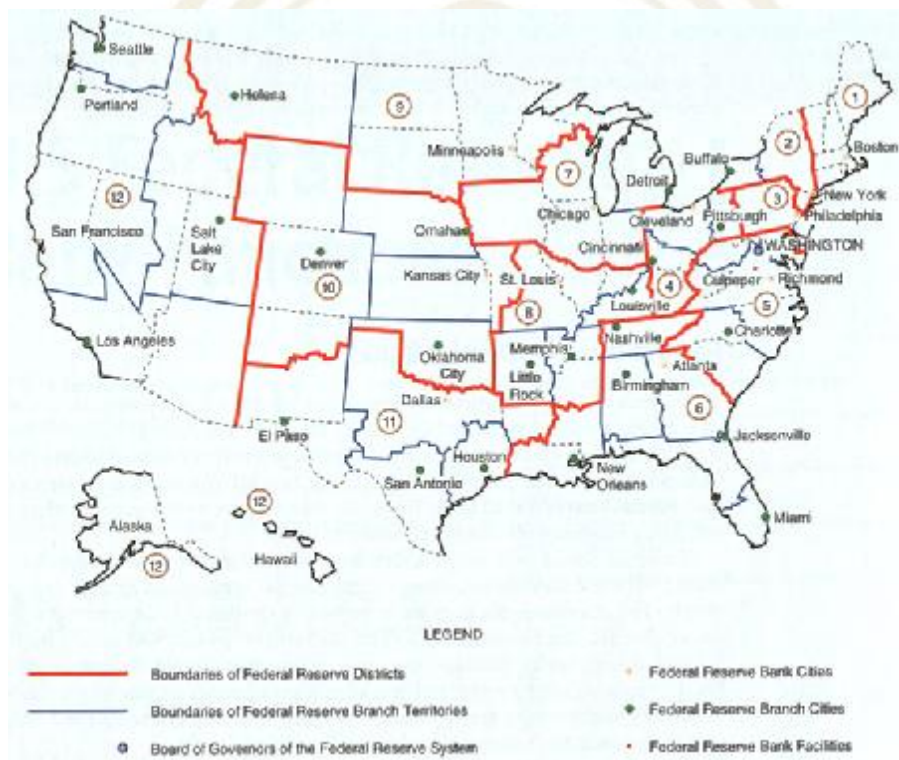 Seattle
Portland
Helena
9
1
Minneapolis
2
Boston
Buffalo
7
Detroit
3
New York
12
San Francisco
Salt
Lake
City
Omaha
Chicago
Cleveland
Pittsburgh
Philadelphia
Cincinnati
WASHINGTON
Denver
10
Kansas City
St. Louis
Louisville
4
Culpeper
Richmond
8
5
Los Angeles
Nashville
Charlotte
Oklahoma
City
Memphis
Little
Rock
Atlanta
Birmingham
Dallas
6
El Paso
11
Jacksonville
Houston
San Antonio
New
Orleans
Miami
Alaska
12
12
Hawaii
LEGEND
Boundaries of Federal Reserve Districts
Boundaries of Federal Reserve Branch Territories
Board of Governors of the Federal Reserve System
Federal Reserve Bank Cities
Federal Reserve Branch Cities
Federal Reserve Bank Facilities